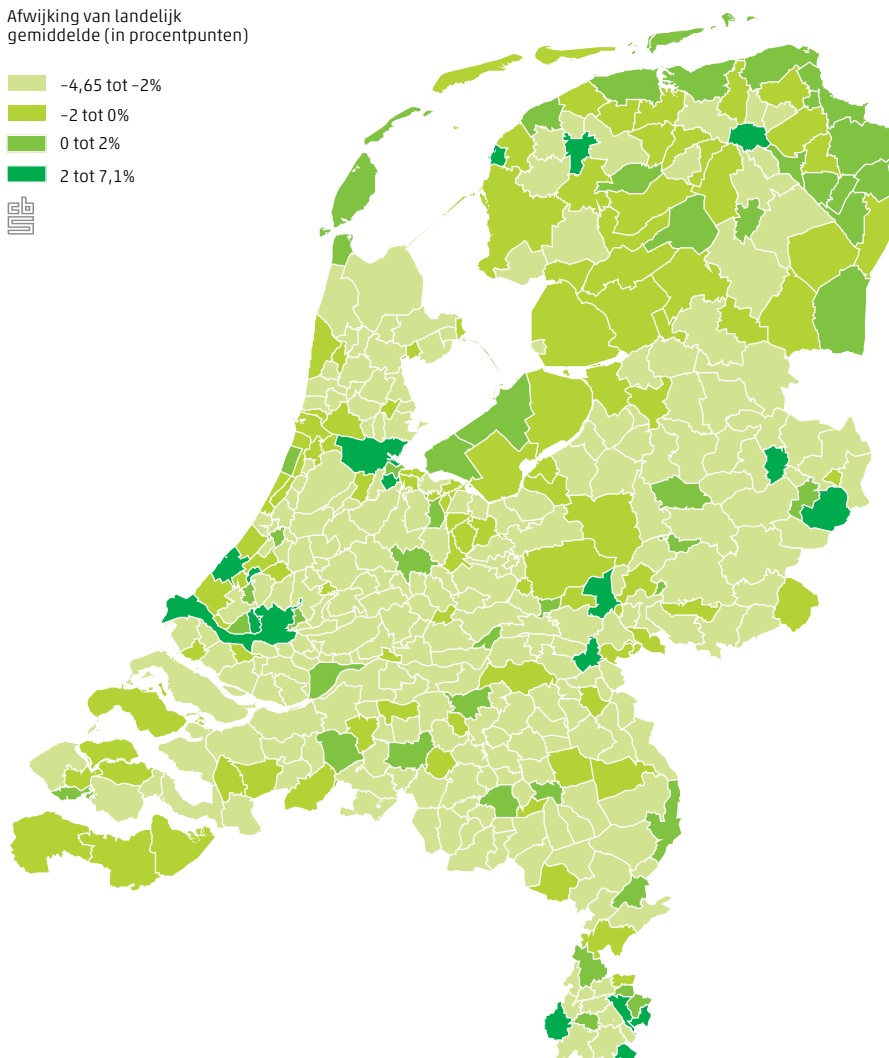 Afwijking van landelijk
gemiddelde (in procentpunten)
−4,65 tot −2%
−2 tot 0%
0 tot 2%
2 tot 7,1%
cbs